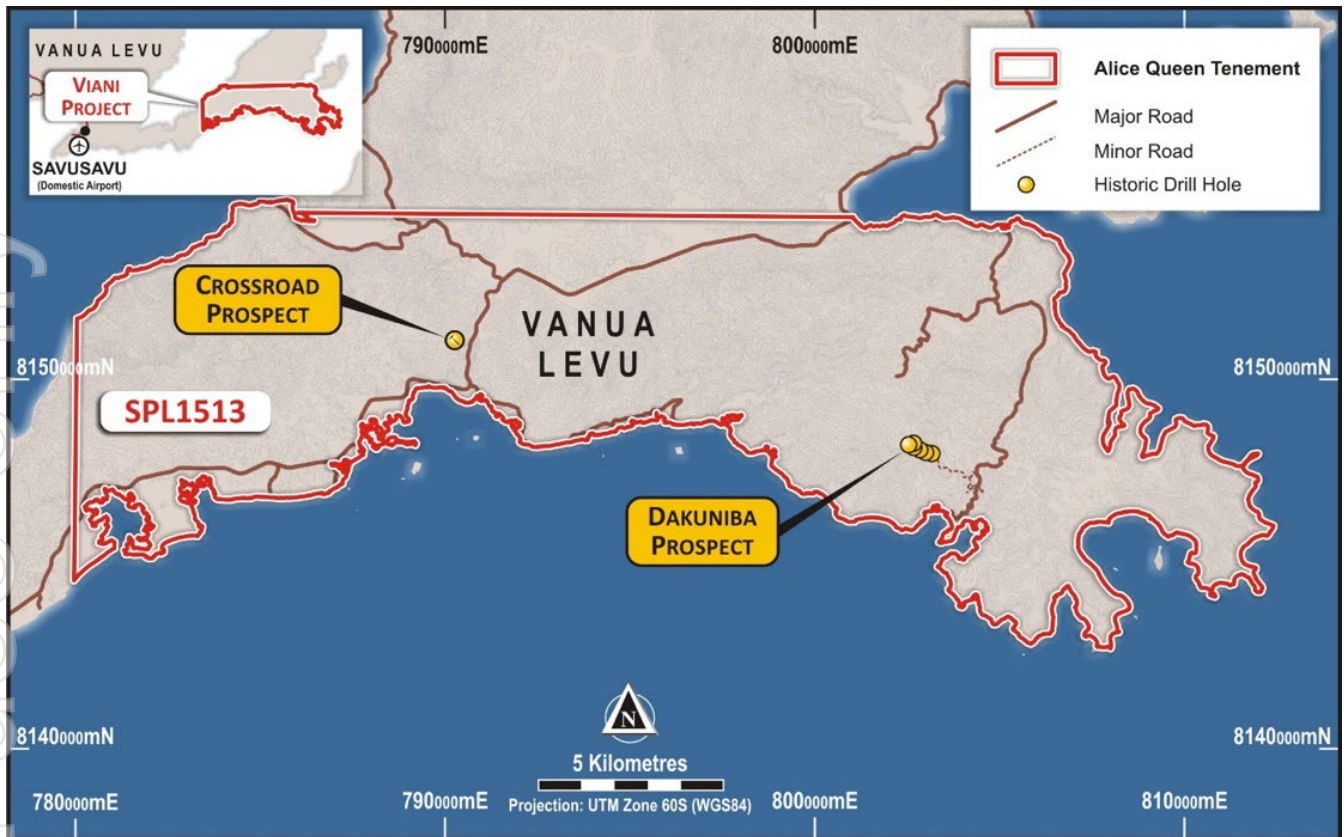 790000mE
800000mE
VANUA LEVU
VIANI
PROJECT
SAVUSAVU
(Domestic Airport)
Alice Queen Tenement
Major Road
Minor Road
Historic Drill Hole
CROSSROAD
PROSPECT
VANUA
LEVU
8150000mN
8150000mN
SPL1513
DAKUNIBA
PROSPECT
N
8140000mN
8140000mN
5 Kilometres
Projection: UTM Zone 60S (WGS84)
780000mE
790000mE
800000mE
810000mE